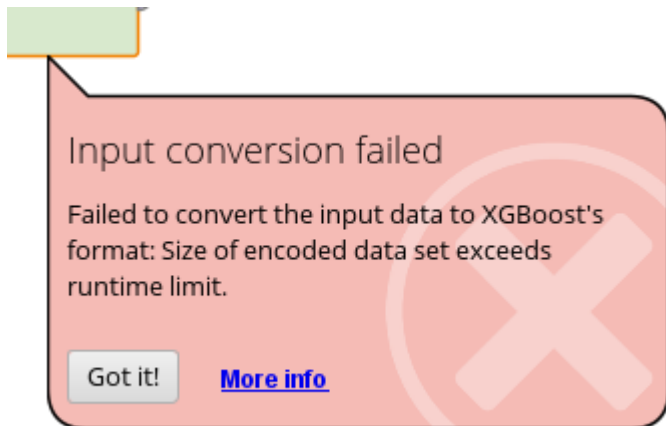 Input conversion failed
Failed to convert the input data to XGBoost's
format: Size of encoded data set exceeds
runtime limit.
Got it!
More info